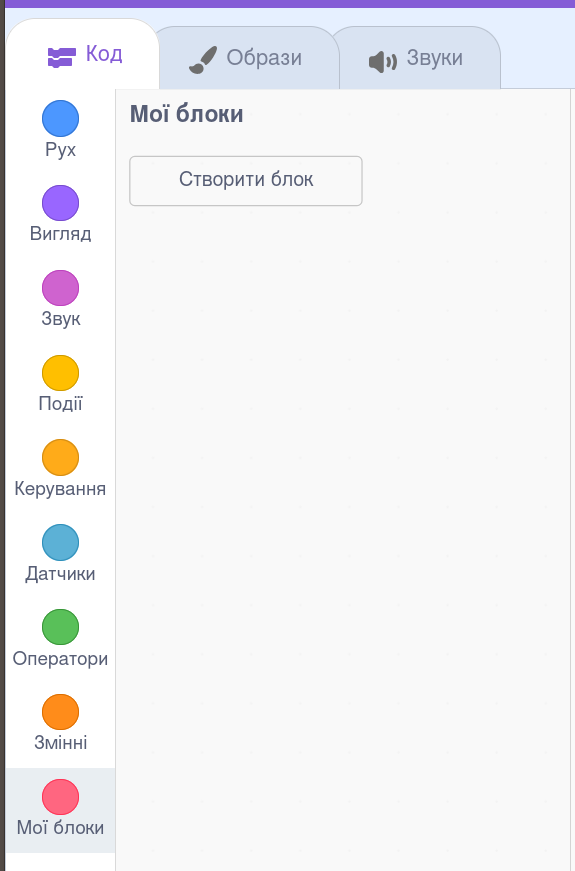 Код
Образи
Звуки
Мої блоки
Створити блок
Рух
Вигляд
Звук
Події
Керування
Датчики
Оператори
Змінні
Мої блоки